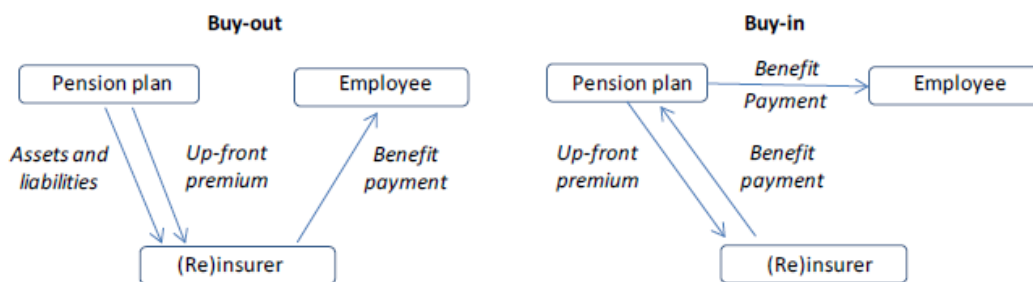 Buy-out
Pension plan
Employee
Assets and
liabilities
Up-front
premium
Benefit
payment
(Re)insurer
Buy-in
Pension plan
Benefit
Payment
Employee
Up-front
premium
Benefit
payment
(Re)insurer